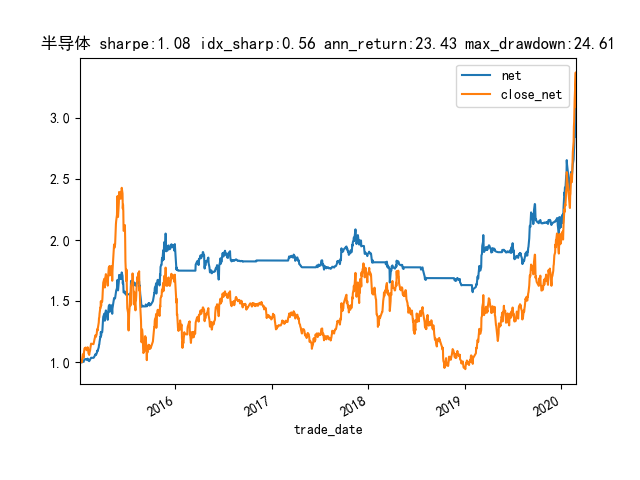 半导体 sharpe:1.08 idx_sharp:0.56 ann_return:23.43 max_drawdown:24.61
net
close_net
3.0
2.5
2.0
1.5
1.0
2016
2017
2018
2019
2020
trade_date